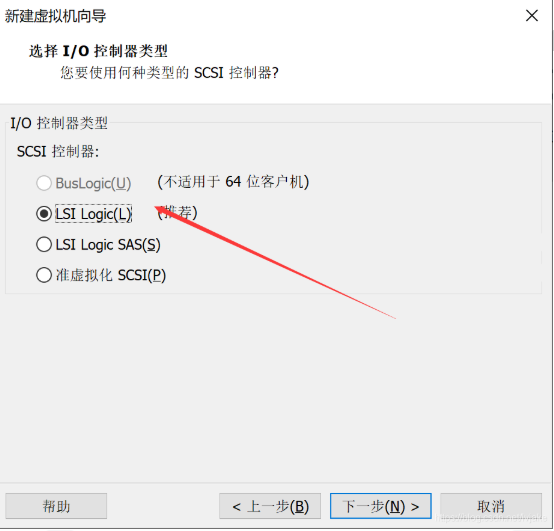 新建虚拟机向导
选择 I/O 控制器类型
您要使用何种类型的 SCSI 控制器?
I/O 控制器类型
SCSI 控制器:
BusLogic(U) (不适用于 64 位客户机)
LSI Logic(L) (推荐)
LSI Logic SAS(S)
准虚拟化 SCSI(P)
帮助 < 上一步(B) 下一步(N) > 取消